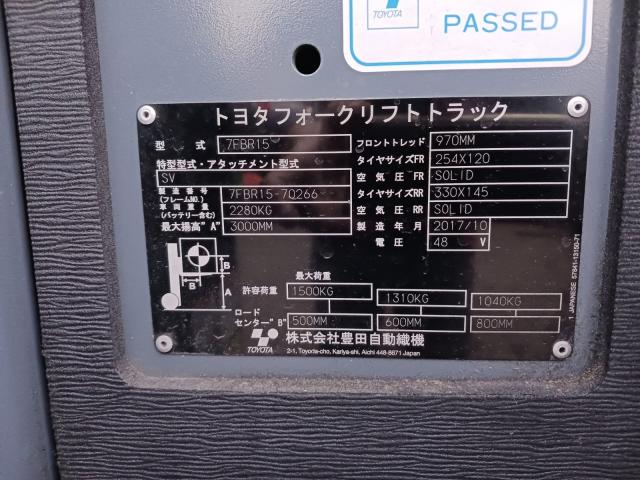 TOYOTA
PASSED
トヨタフォークリフトトラック
型式 7FBR15 フロントトレッド 970MM
特型型式・アタッチメント型式 タイヤサイズFR 254X120
SV 空気圧FR SOLID
製造番号(フレームNO.) 7FBR15-70266 タイヤサイズRR 330X145
車両重量(バッテリー含む) 2280KG 空気圧RR SOLID
最大揚高"A" 3000MM 製造年月 2017/10
電圧 48 V
B
A
B
最大荷重
許容荷重 1500KG 1310KG 1040KG
ロードセンター"B" 500MM 600MM 800MM
TOYOTA 株式会社豊田自動織機
2-1, Toyoda-cho, Kariya-shi, Aichi 448-8671 Japan
1 JAPANESE 57841-13150-71